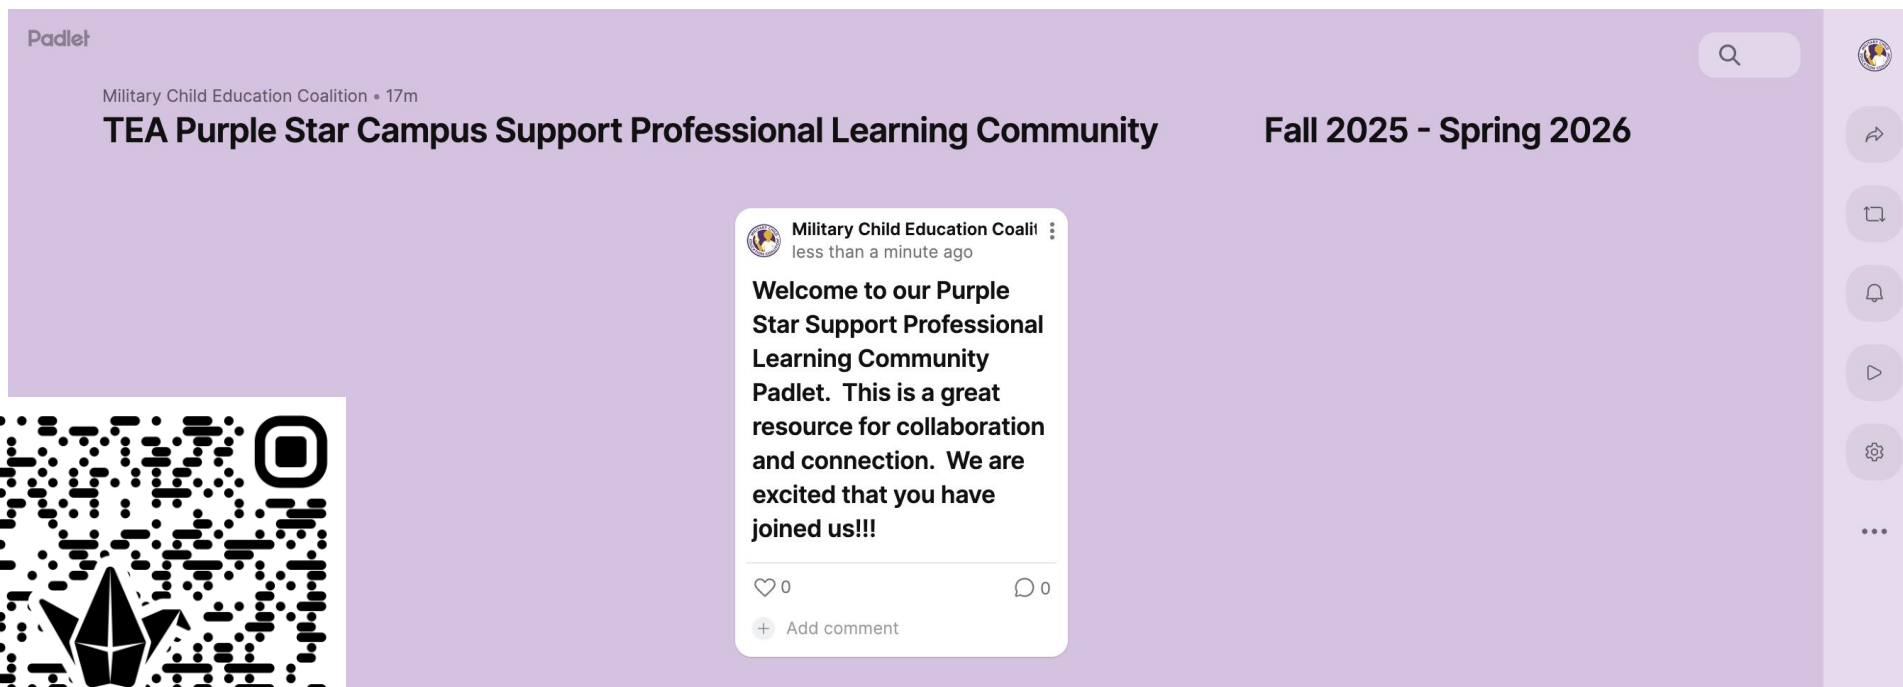 Padlet
Military Child Education Coalition • 17m
TEA Purple Star Campus Support Professional Learning Community Fall 2025 - Spring 2026
Military Child Education Coalit
less than a minute ago
Welcome to our Purple
Star Support Professional
Learning Community
Padlet. This is a great
resource for collaboration
and connection. We are
excited that you have
joined us!!!
0
0
Add comment